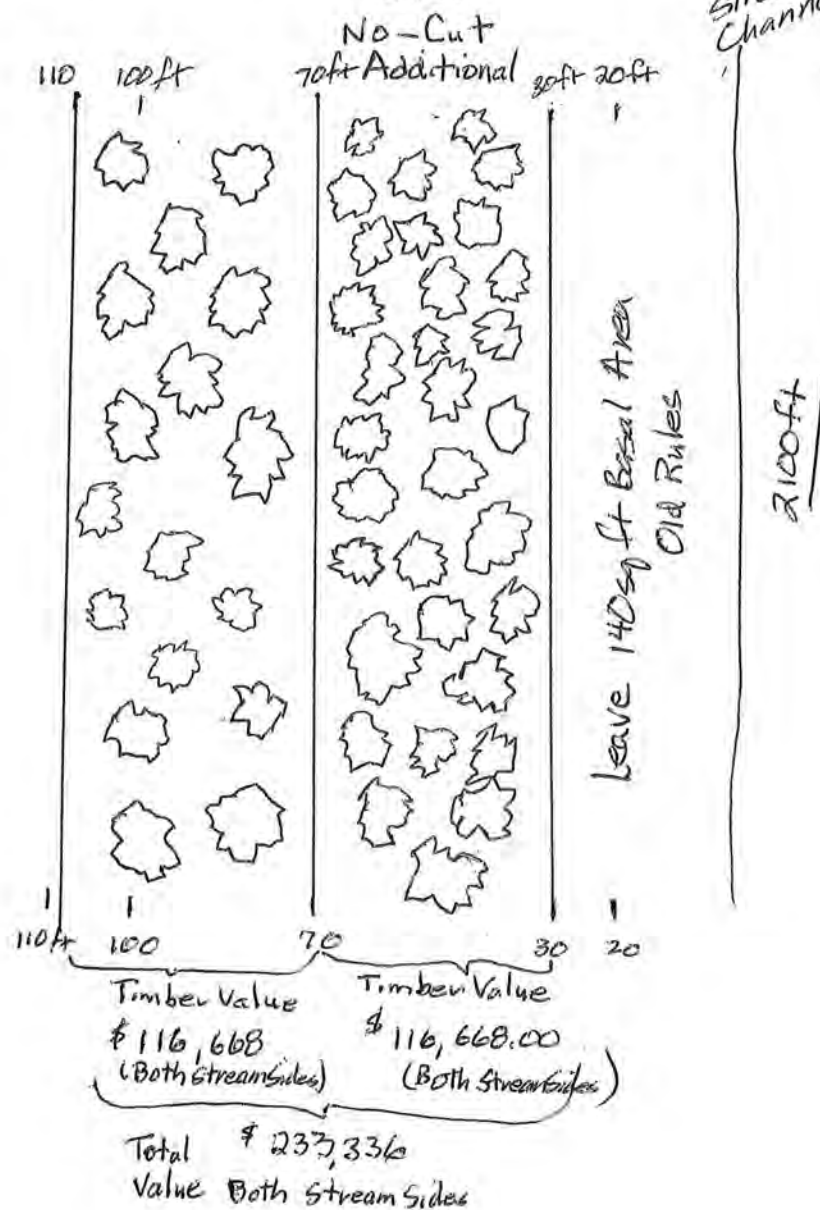 No-Cut
Additional
110 100ft 70ft 30ft 20ft
Channe
Leave 140sq ft Basal Area
Old Rules
2100ft
110ft 100 70 30 20
Timber Value
$116,668
(Both Streamsides)
Timber Value
$116,668.00
(Both Streamsides)
Total $233,336
Value Both Stream Sides